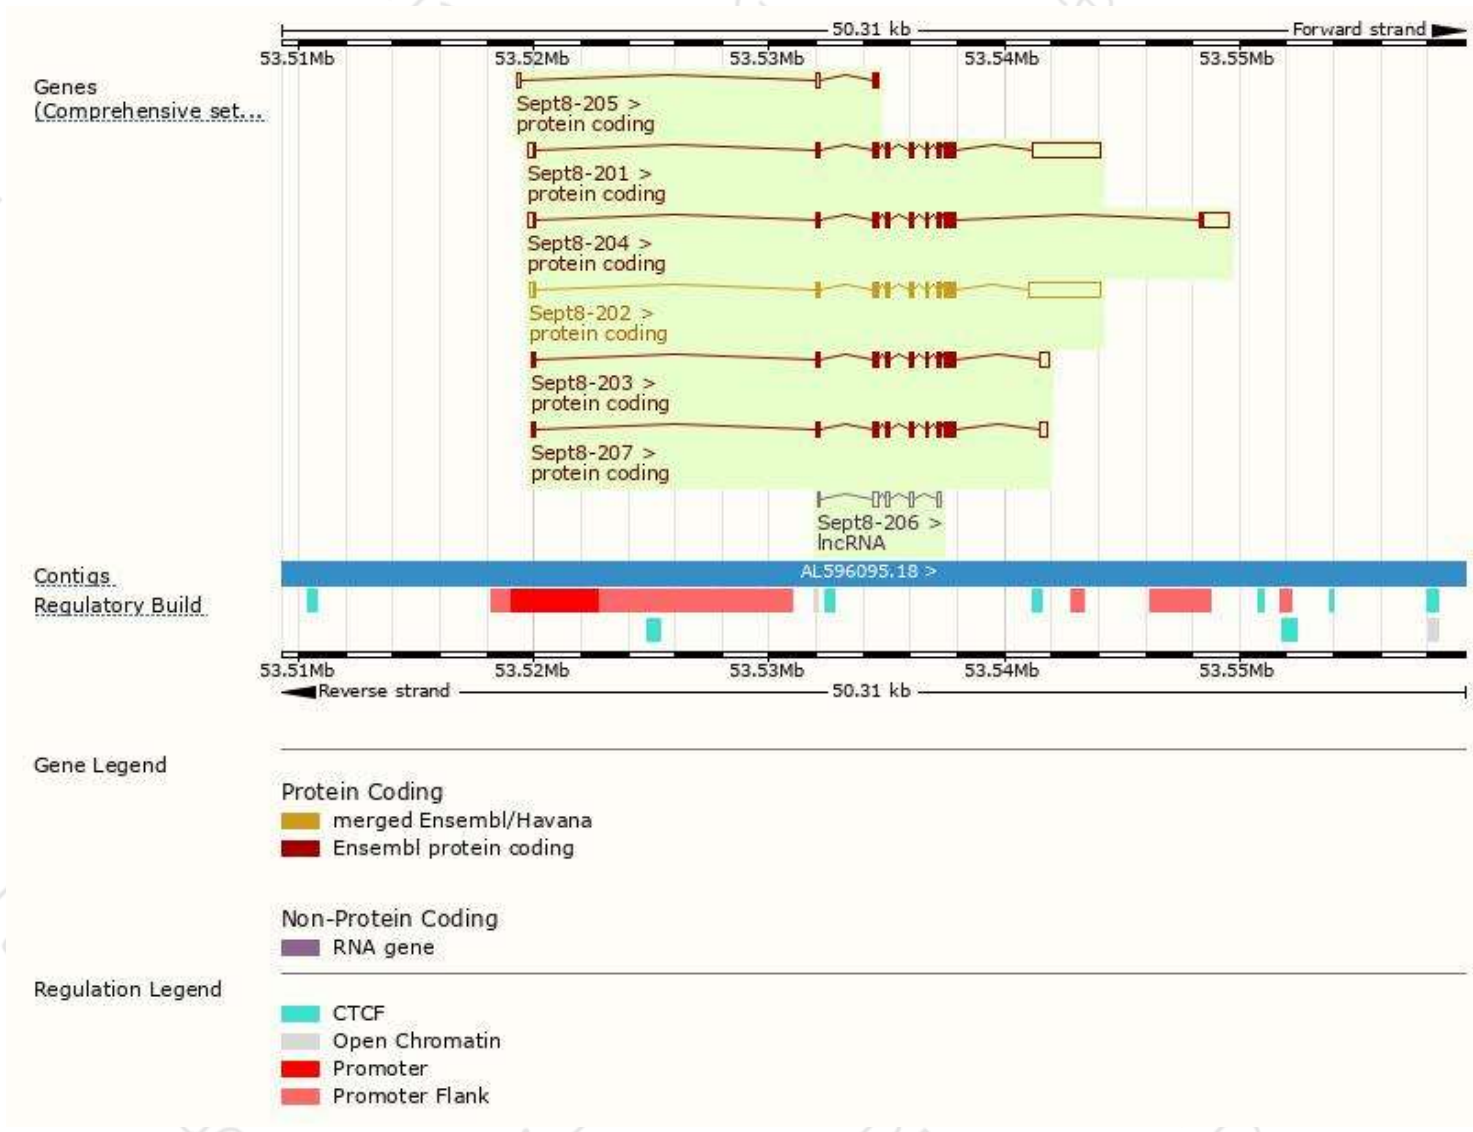 50.31 kb
Forward strand
53.51Mb 53.52Mb 53.53Mb 53.54Mb 53.55Mb
Genes
(Comprehensive set...
Sept8-205 >
protein coding
Sept8-201 >
protein coding
Sept8-204 >
protein coding
Sept8-202 >
protein coding
Sept8-203 >
protein coding
Sept8-207 >
protein coding
Sept8-206 >
lncRNA
Contigs
AL596095.18 >
Regulatory Build
53.51Mb 53.52Mb 53.53Mb 53.54Mb 53.55Mb
Reverse strand
50.31 kb
Gene Legend
Protein Coding
merged Ensembl/Havana
Ensembl protein coding
Non-Protein Coding
RNA gene
Regulation Legend
CTCF
Open Chromatin
Promoter
Promoter Flank